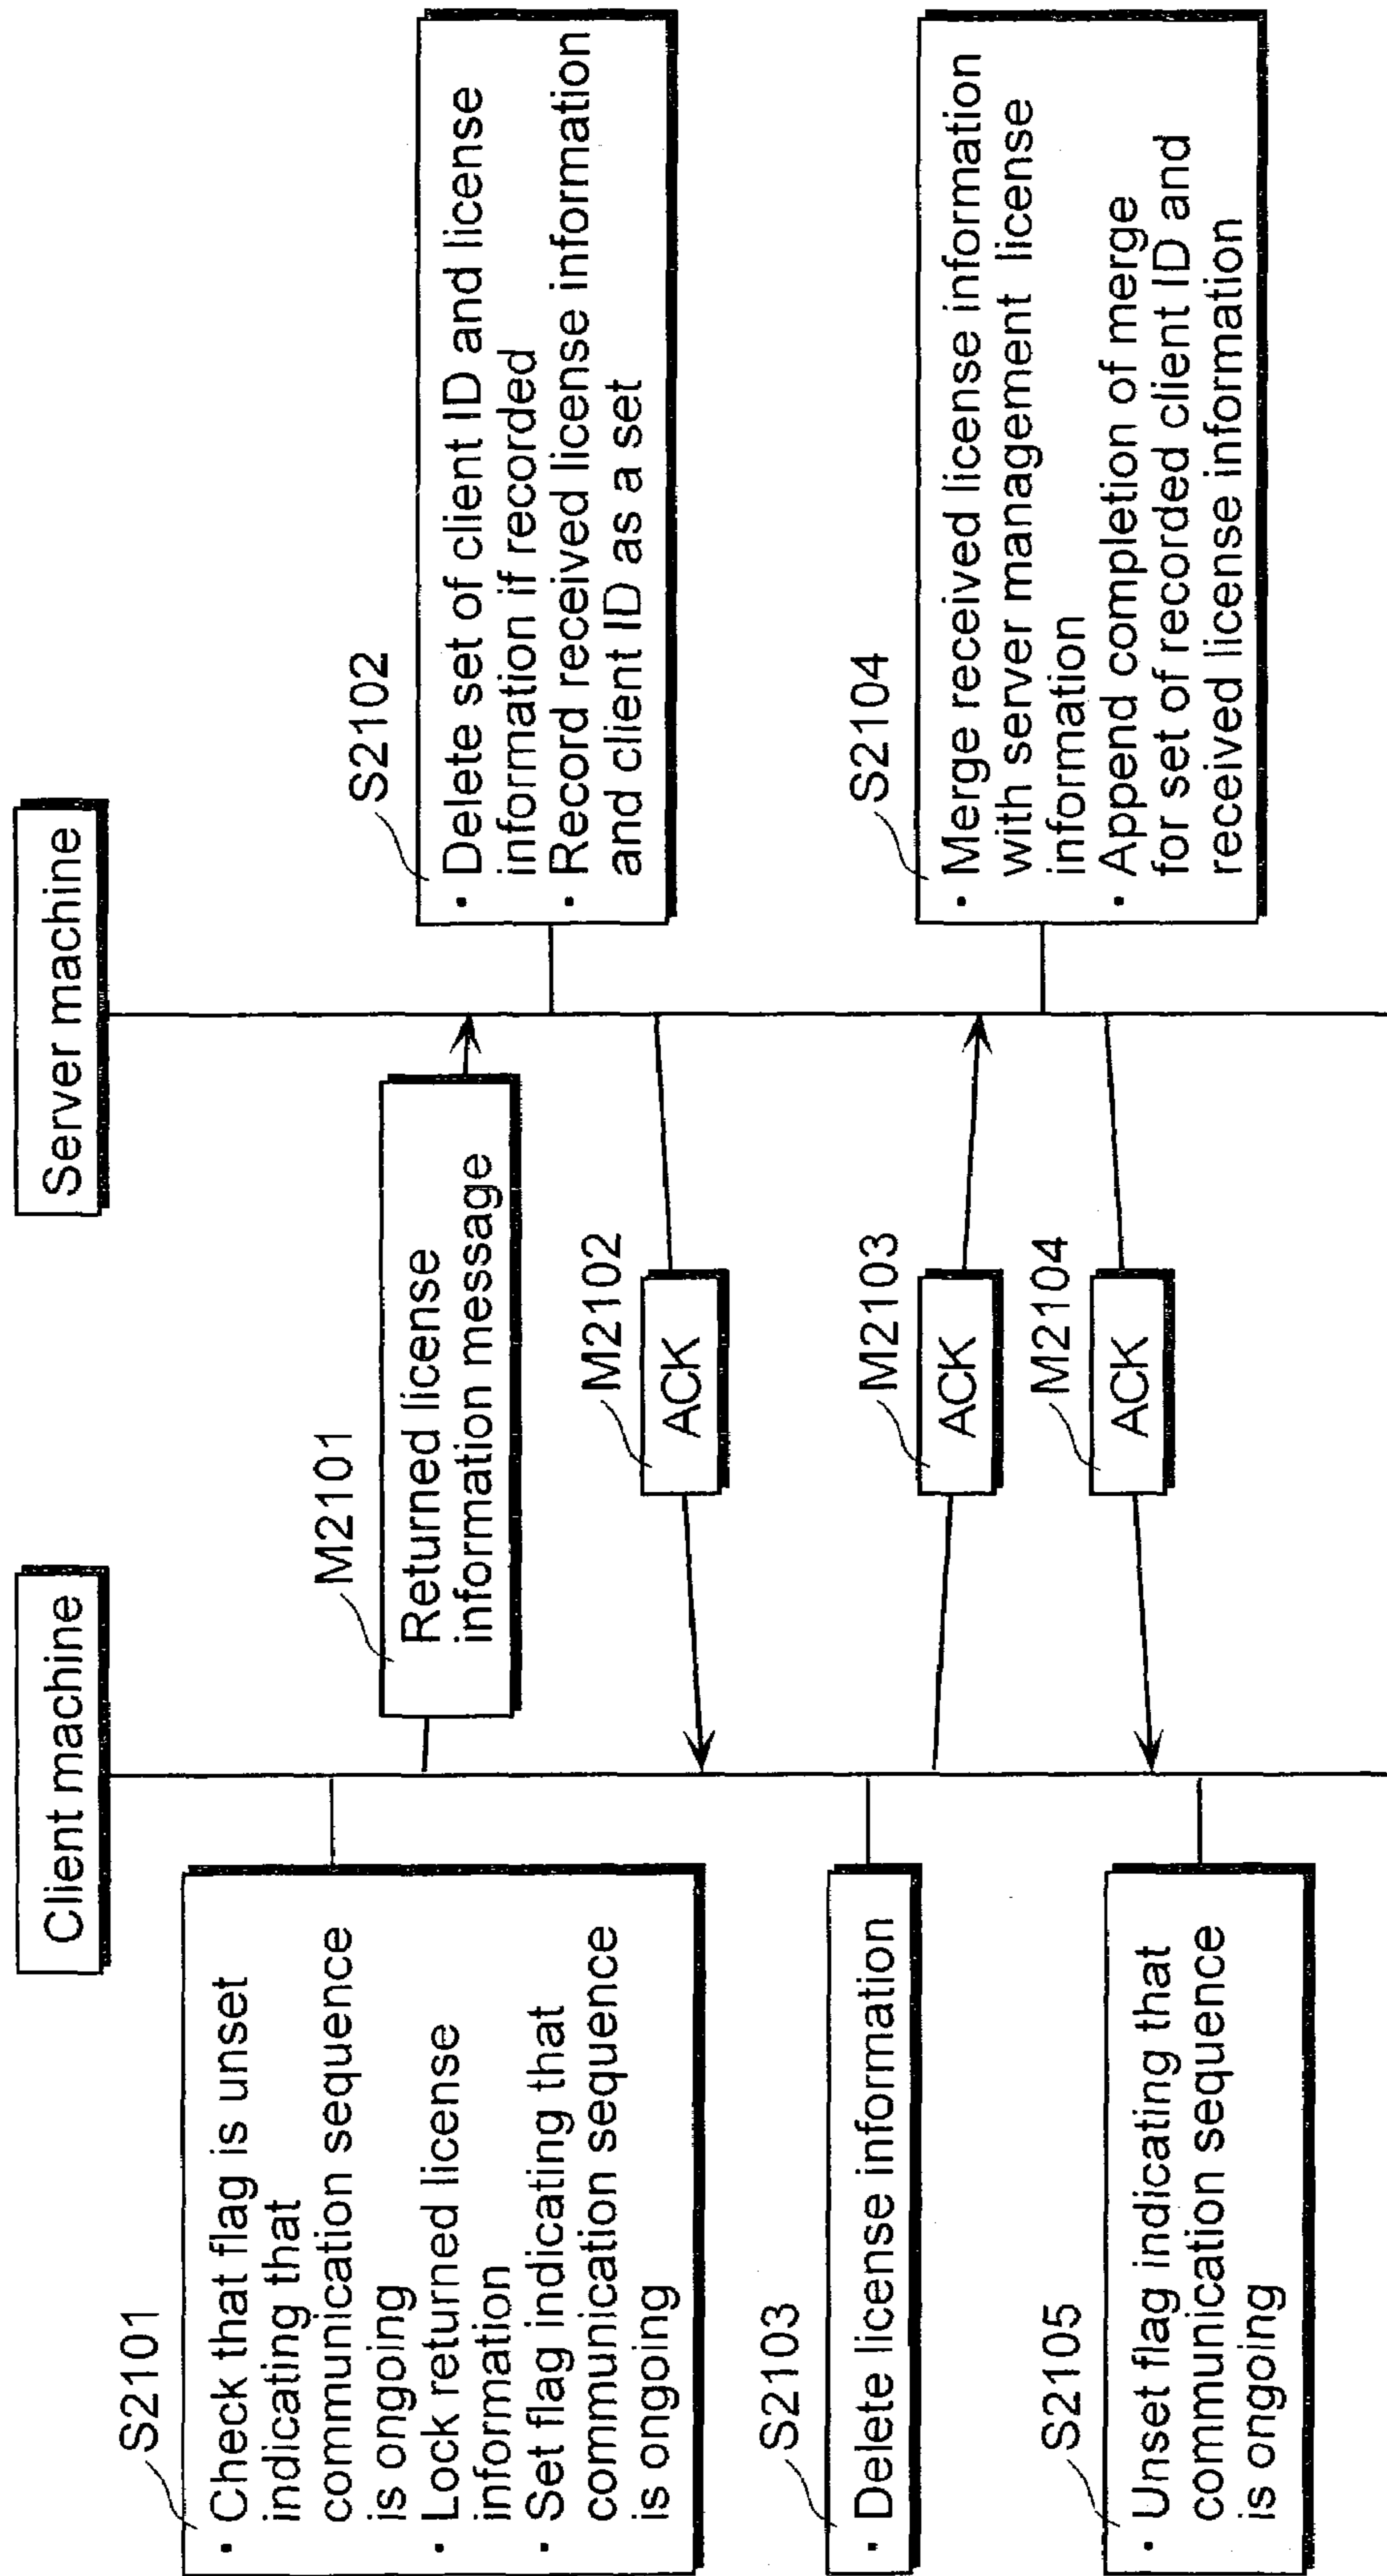 Client machine
Server machine
S2101
· Check that flag is unset
indicating that
communication sequence
is ongoing
· Lock returned license
information
· Set flag indicating that
communication sequence
is ongoing
M2101
Returned license
information message
S2102
· Delete set of client ID and license
information if recorded
· Record received license information
and client ID as a set
M2102
ACK
S2103
· Delete license information
M2103
ACK
S2104
· Merge received license information
with server management license
information
· Append completion of merge
for set of recorded client ID and
received license information
M2104
ACK
S2105
· Unset flag indicating that
communication sequence
is ongoing